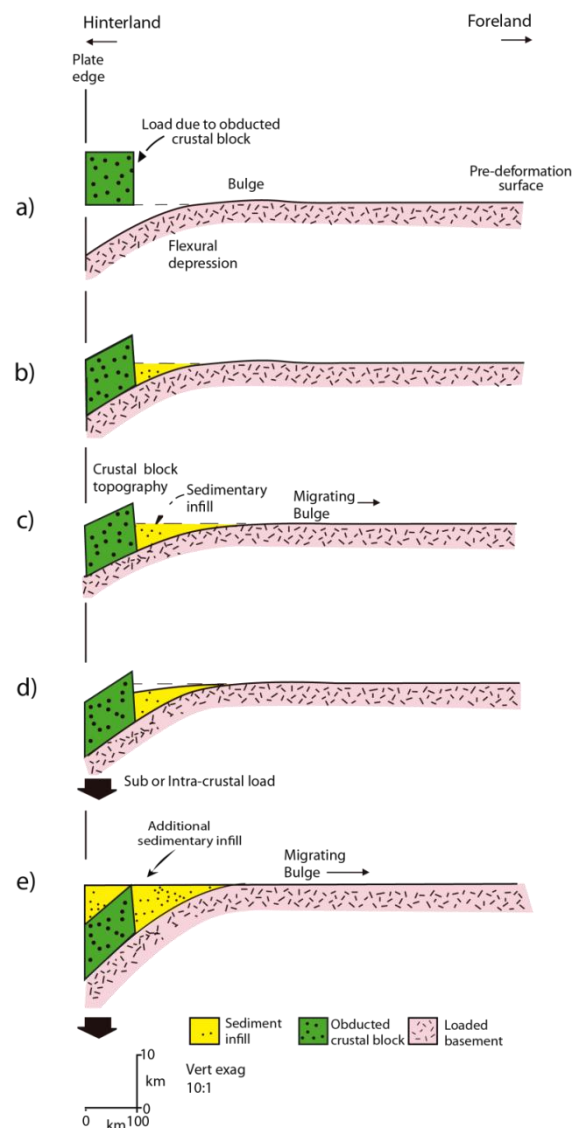 Hinterland
Foreland
Plate
edge
Load due to obducted
crustal block
Bulge
Pre-deformation
surface
a)
Flexural
depression
b)
Crustal block
topography
Sedimentary
infill
Migrating
Bulge
c)
d)
Sub or Intra-crustal load
Additional
sedimentary infill
Migrating
Bulge
e)
Sediment
infill
Obducted
crustal block
Loaded
basement
10
km
0
Vert exag
10:1
0 km 100